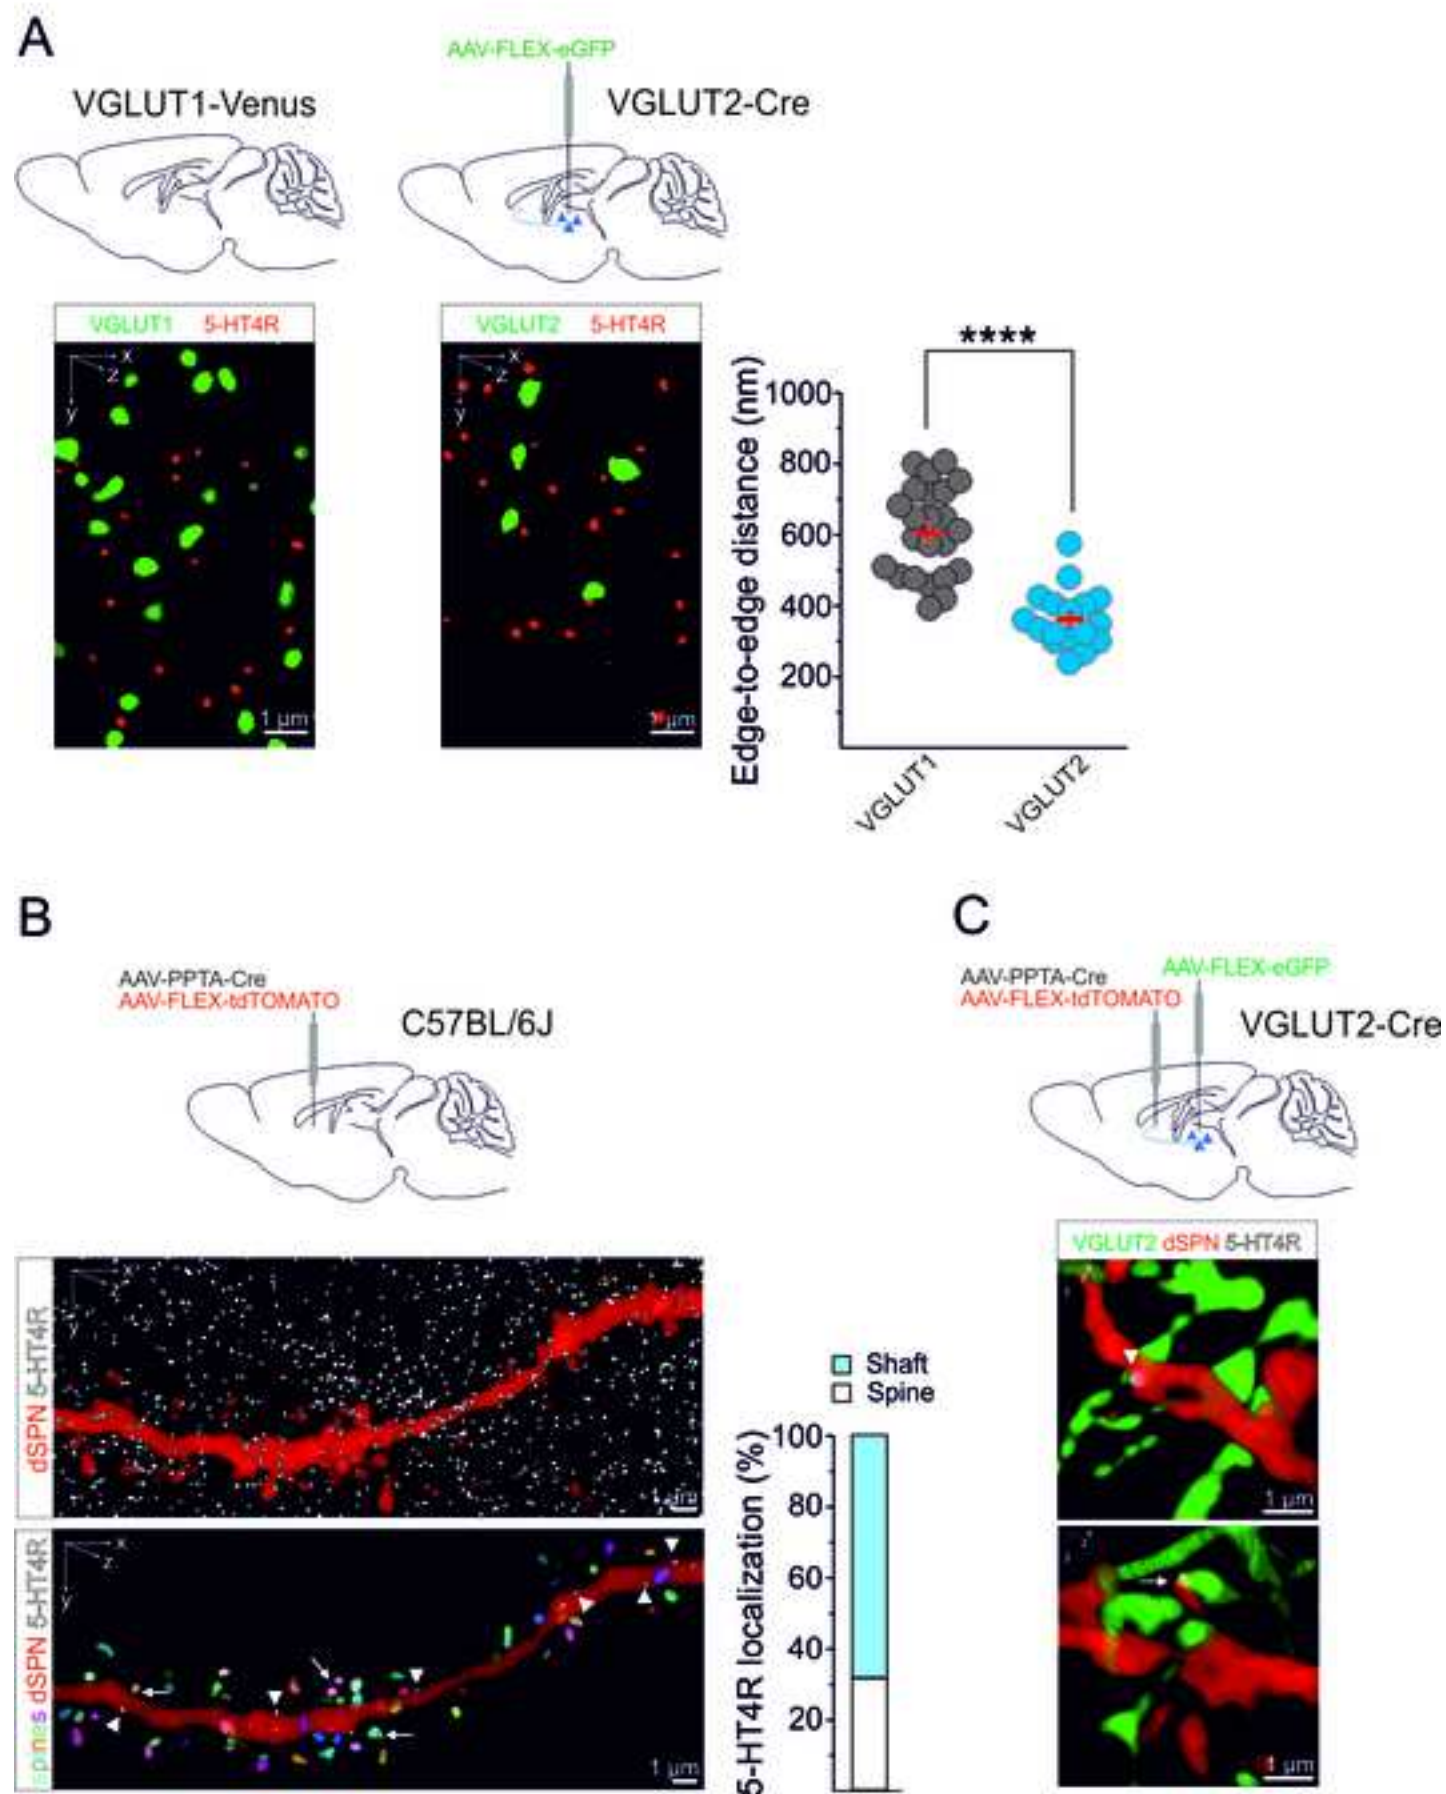 A
AAV-FLEX-eGFP
VGLUT1-Venus
VGLUT2-Cre
VGLUT1 5-HT4R
VGLUT2 5-HT4R
x
z
y
x
z
y
1 µm
1 µm
****
Edge-to-edge distance (nm)
1000
800
600
400
200
VGLUT1
VGLUT2
B
AAV-PPTA-Cre
AAV-FLEX-tdTOMATO
C57BL/6J
dSPN 5-HT4R
spines dSPN 5-HT4R
x
z
y
1 µm
Shaft
Spine
5-HT4R localization (%)
100
80
60
40
20
C
AAV-PPTA-Cre
AAV-FLEX-tdTOMATO
AAV-FLEX-eGFP
VGLUT2-Cre
VGLUT2 dSPN 5-HT4R
1 µm
1 µm